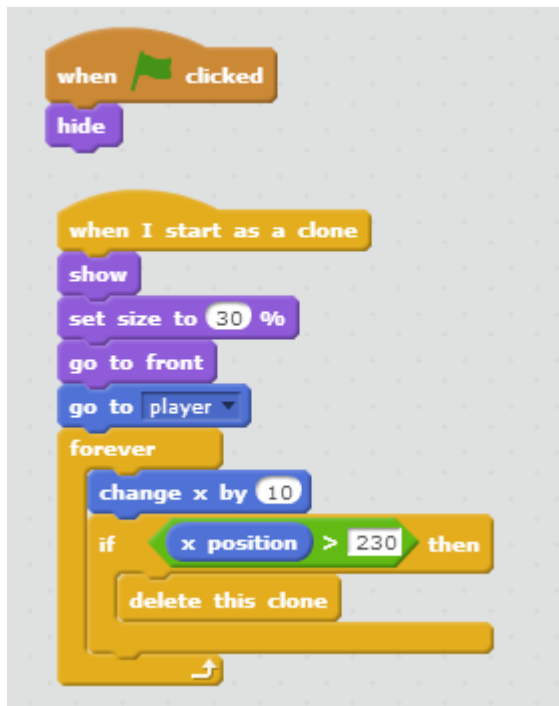 when clicked
hide
when I start as a clone
show
set size to 30 %
go to front
go to player
forever
change x by 10
if x position > 230 then
delete this clone